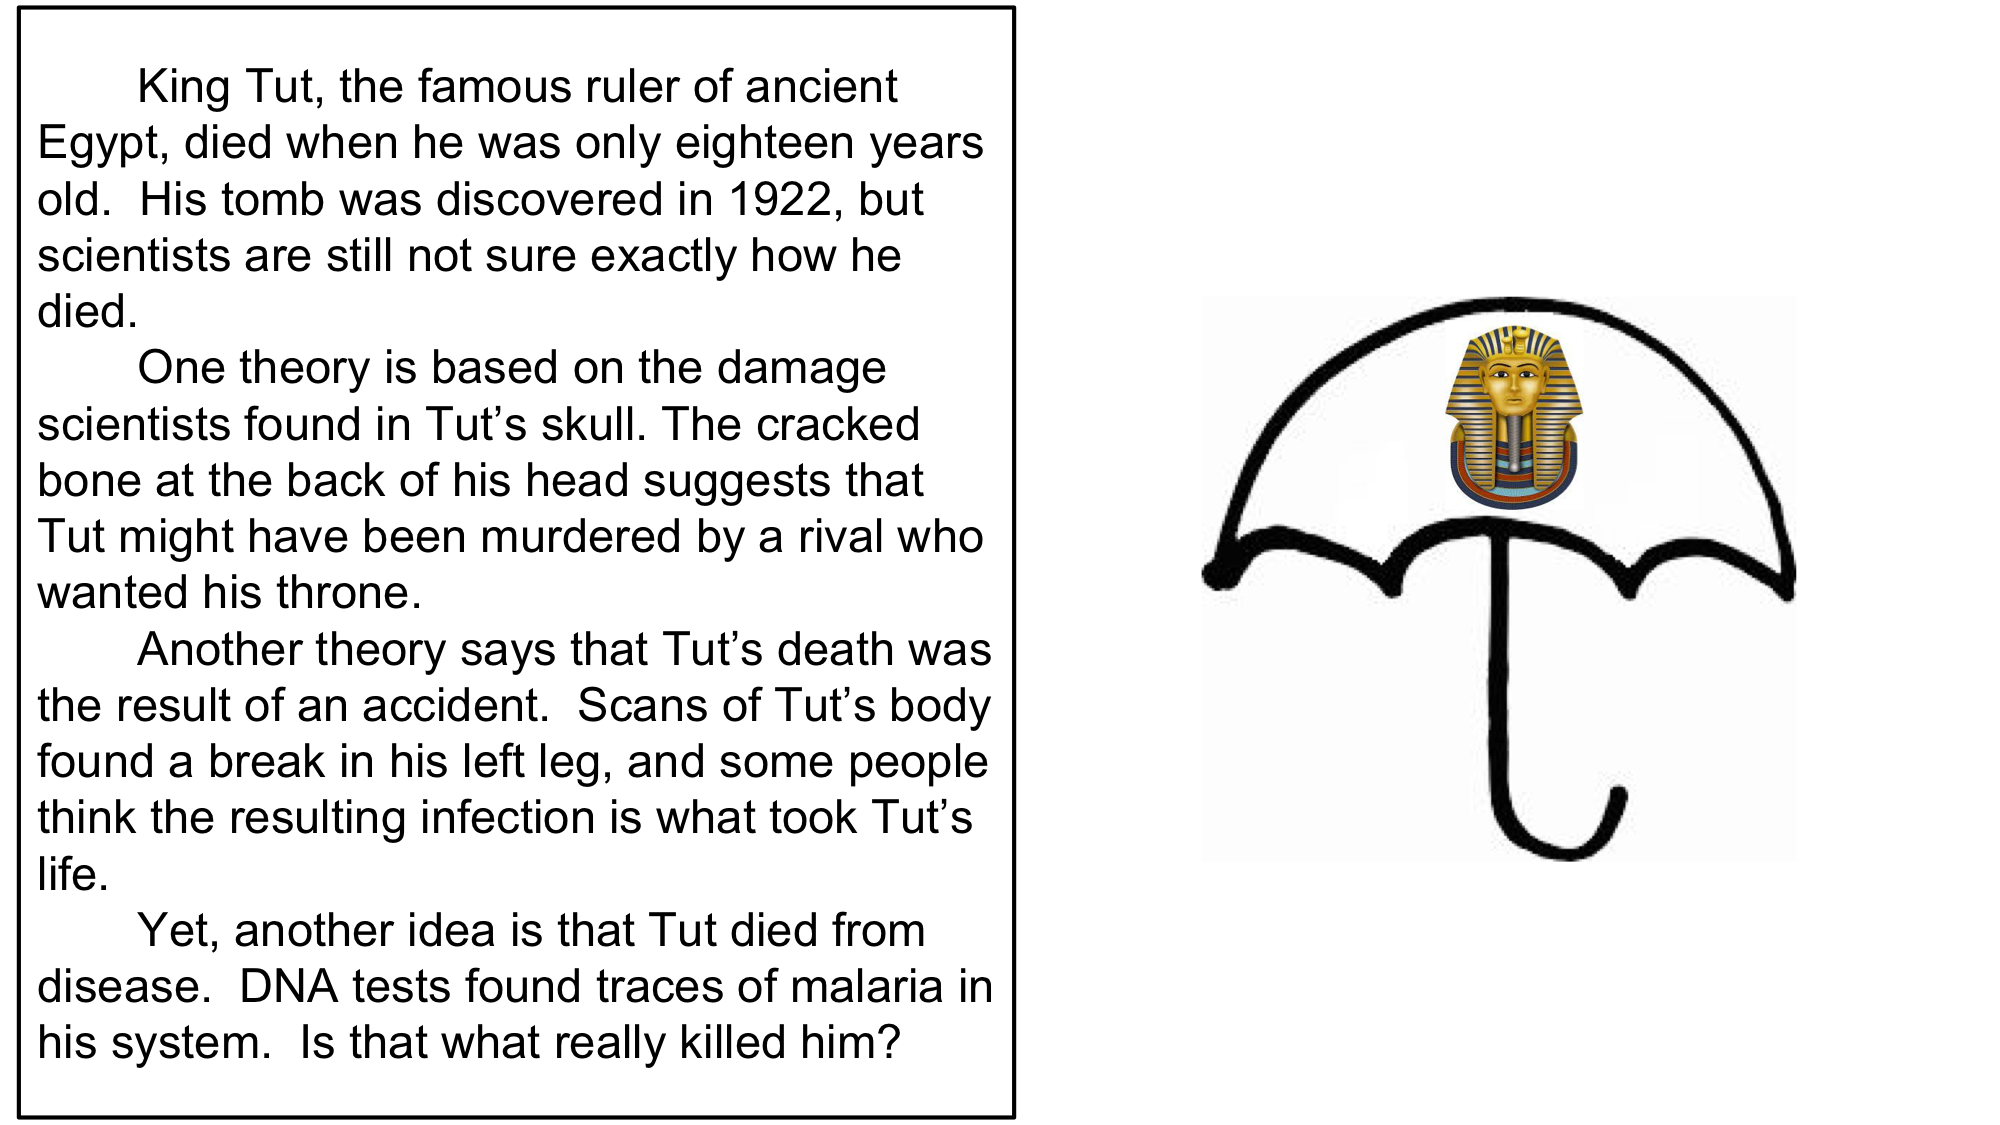 King Tut, the famous ruler of ancient
Egypt, died when he was only eighteen years
old.  His tomb was discovered in 1922, but
scientists are still not sure exactly how he
died.
One theory is based on the damage
scientists found in Tut’s skull. The cracked
bone at the back of his head suggests that
Tut might have been murdered by a rival who
wanted his throne.
Another theory says that Tut’s death was
the result of an accident.  Scans of Tut’s body
found a break in his left leg, and some people
think the resulting infection is what took Tut’s
life.
Yet, another idea is that Tut died from
disease.  DNA tests found traces of malaria in
his system.  Is that what really killed him?